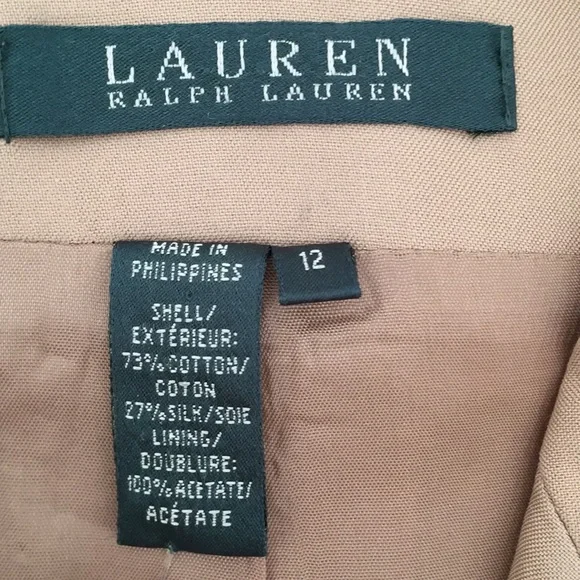 LAUREN
RALPH LAUREN
MADE IN
PHILIPPINES
12
SHELL/
EXTÉRIEUR:
73% COTTON/
COTON
27% SILK/SOIE
LINING/
DOUBLURE:
100% ACETATE/
ACÉTATE